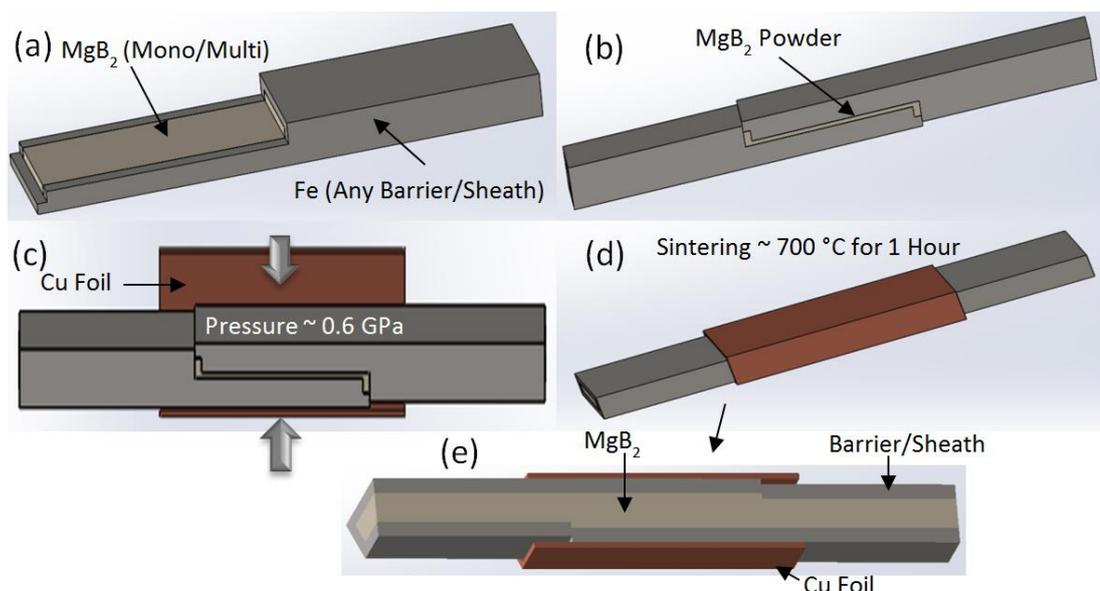 (a)
MgB₂ (Mono/Multi)
Fe (Any Barrier/Sheath)
(b)
MgB₂ Powder
(c)
Cu Foil
Pressure ~ 0.6 GPa
(d)
Sintering ~ 700 °C for 1 Hour
(e)
MgB₂
Barrier/Sheath
Cu Foil